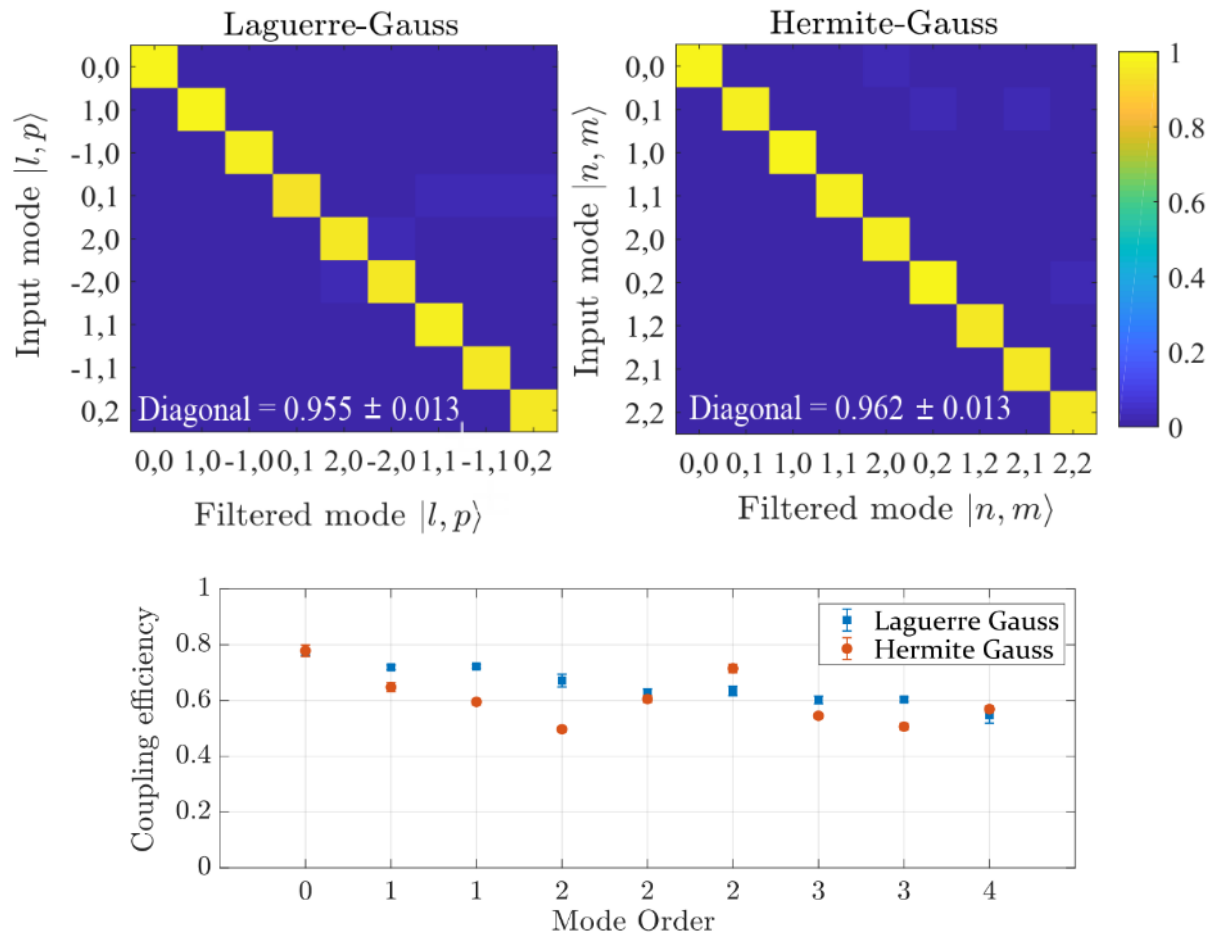 Laguerre-Gauss
Input mode |l, p⟩
0,0
1,0
-1,0
0,1
2,0
-2,0
1,1
-1,1
0,2
Diagonal = 0.955 ± 0.013
0,0 1,0 -1,0 0,1 2,0 -2,0 1,1 -1,1 0,2
Filtered mode |l, p⟩
Hermite-Gauss
Input mode |n, m⟩
0,0
0,1
1,0
1,1
2,0
0,2
1,2
2,1
2,2
Diagonal = 0.962 ± 0.013
0,0 0,1 1,0 1,1 2,0 0,2 1,2 2,1 2,2
Filtered mode |n, m⟩
1
0.8
0.6
0.4
0.2
0
Coupling efficiency
1
0.8
0.6
0.4
0.2
0
Laguerre Gauss
Hermite Gauss
0 1 1 2 2 2 3 3 4
Mode Order